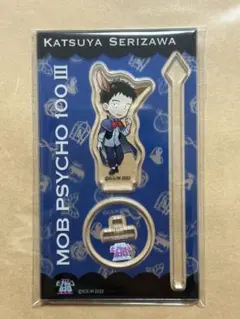 KATSUYA SERIZAWA
MOB PSYCHO 100 III